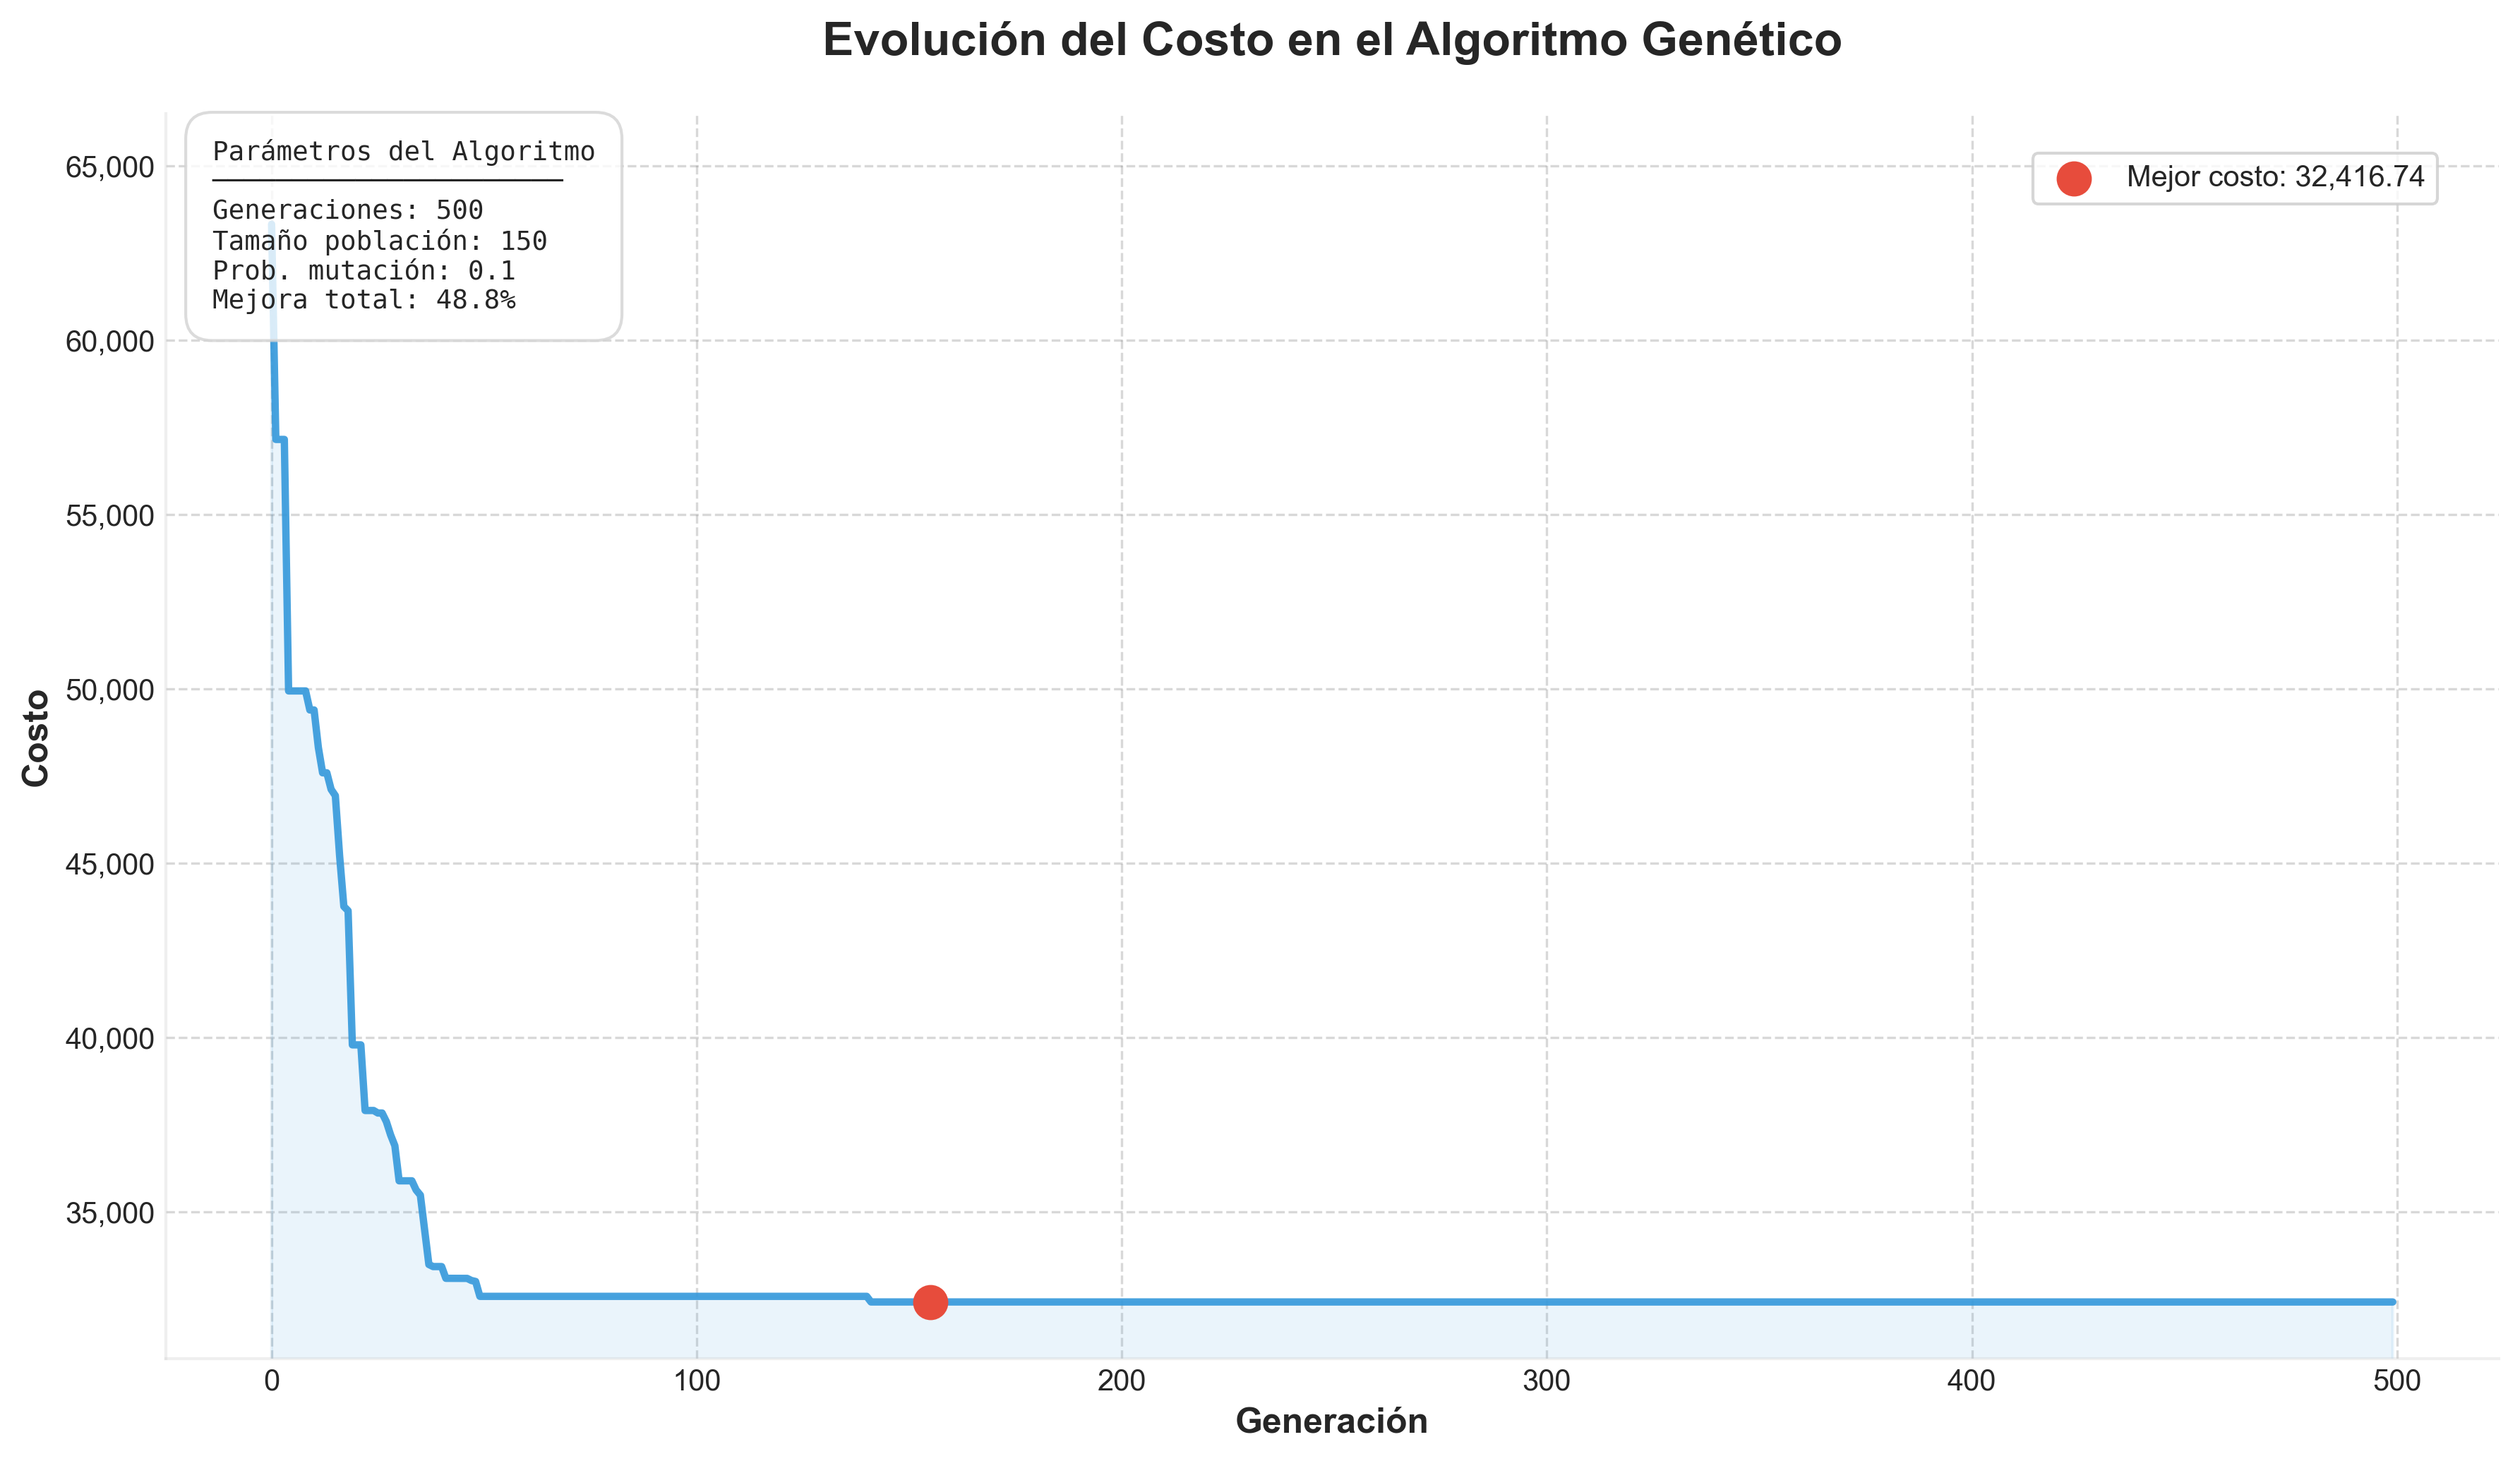 Evolución del Costo en el Algoritmo Genético
Parámetros del Algoritmo
Generaciones: 500
Tamaño población: 150
Prob. mutación: 0.1
Mejora total: 48.8%
Mejor costo: 32,416.74
Costo
65,000
60,000
55,000
50,000
45,000
40,000
35,000
0 100 200 300 400 500
Generación